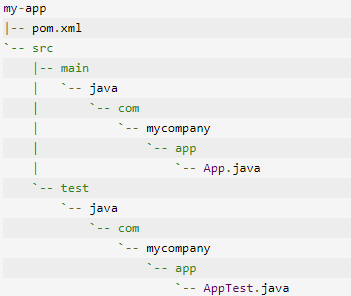 my-app
|-- pom.xml
`-- src
    |-- main
    |   `-- java
    |       `-- com
    |           `-- mycompany
    |               `-- app
    |                   `-- App.java
    `-- test
        `-- java
            `-- com
                `-- mycompany
                    `-- app
                        `-- AppTest.java